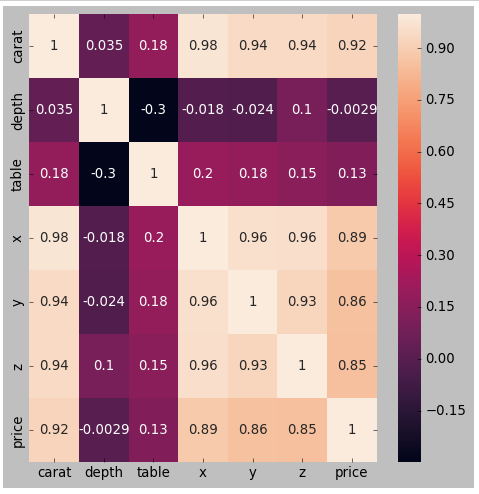 carat 1 0.035 0.18 0.98 0.94 0.94 0.92
depth 0.035 1 -0.3 -0.018 -0.024 0.1 -0.0029
table 0.18 -0.3 1 0.2 0.18 0.15 0.13
x 0.98 -0.018 0.2 1 0.96 0.96 0.89
y 0.94 -0.024 0.18 0.96 1 0.93 0.86
z 0.94 0.1 0.15 0.96 0.93 1 0.85
price 0.92 -0.0029 0.13 0.89 0.86 0.85 1
carat depth table x y z price
0.90
0.75
0.60
0.45
0.30
0.15
0.00
−0.15